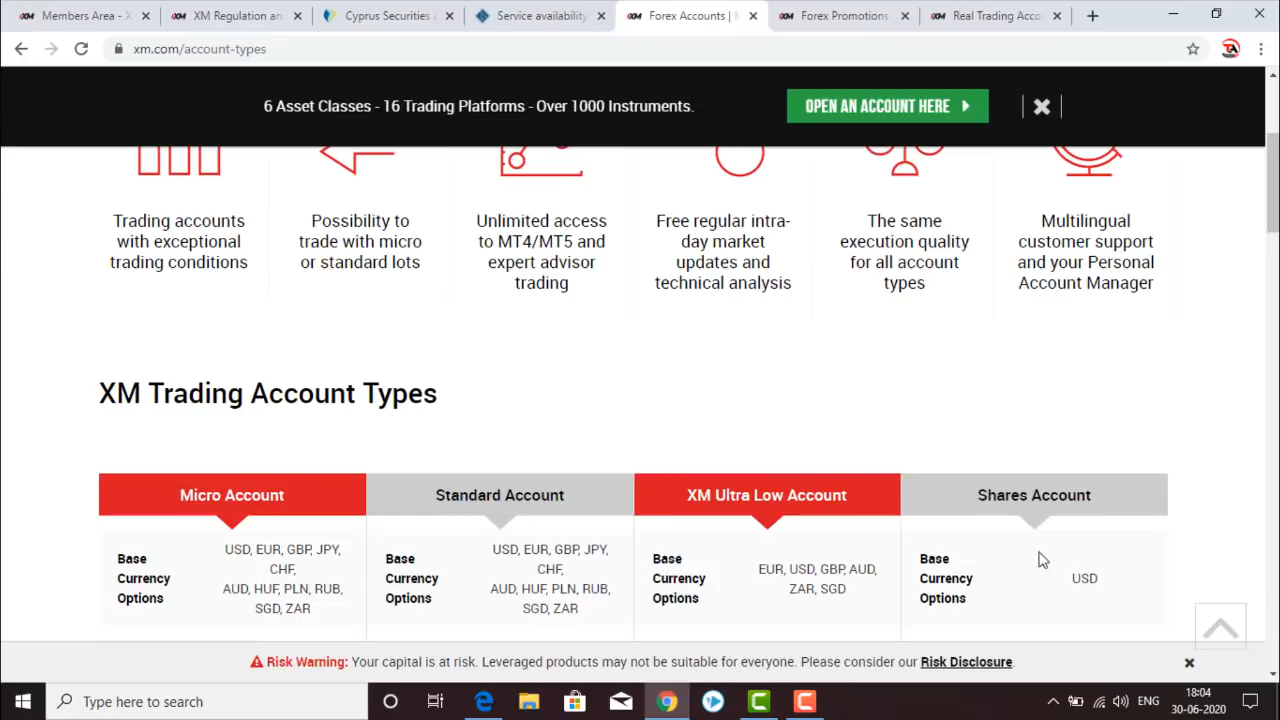 XM Members Area - X
XM XM Regulation an
Cyprus Securities a
Service availability
XM Forex Accounts | M
XM Forex Promotions
XM Real Trading Acco
xm.com/account-types
TA
6 Asset Classes - 16 Trading Platforms - Over 1000 Instruments.
OPEN AN ACCOUNT HERE
Trading accounts
with exceptional
trading conditions
Possibility to
trade with micro
or standard lots
Unlimited access
to MT4/MT5 and
expert advisor
trading
Free regular intra-
day market
updates and
technical analysis
The same
execution quality
for all account
types
Multilingual
customer support
and your Personal
Account Manager
XM Trading Account Types
Micro Account
Base
Currency
Options
USD, EUR, GBP, JPY,
CHF,
AUD, HUF, PLN, RUB,
SGD, ZAR
Standard Account
Base
Currency
Options
USD, EUR, GBP, JPY,
CHF,
AUD, HUF, PLN, RUB,
SGD, ZAR
XM Ultra Low Account
Base
Currency
Options
EUR, USD, GBP, AUD,
ZAR, SGD
Shares Account
Base
Currency
Options
USD
Risk Warning: Your capital is at risk. Leveraged products may not be suitable for everyone. Please consider our Risk Disclosure.
Type here to search
ENG
18:04
30-06-2020